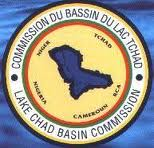 COMMISSION DU BASSIN DU LAC TCHAD
NIGER
TCHAD
NIGERIA
CAMEROUN
RCA
LAKE CHAD BASIN COMMISSION